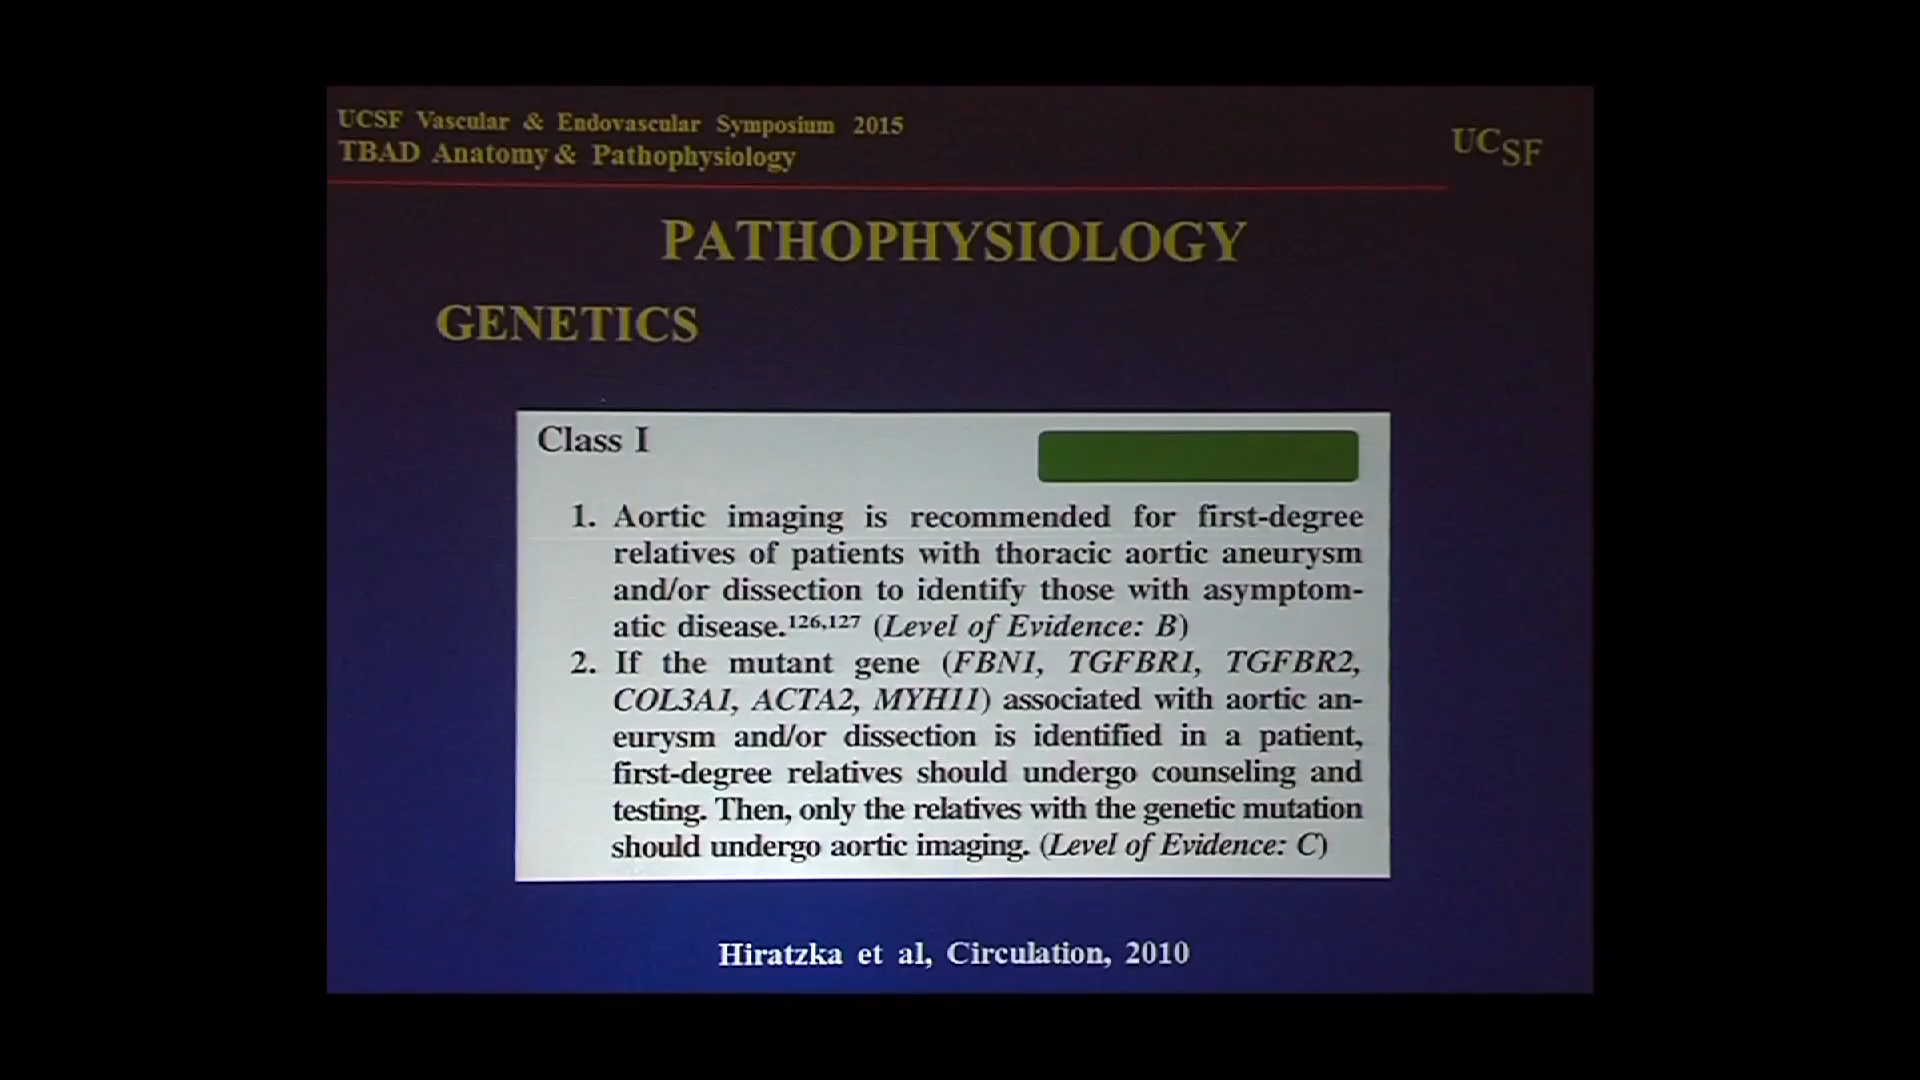 UCSF Vascular & Endovascular Symposium 2015
TBAD Anatomy & Pathophysiology
UCSF
PATHOPHYSIOLOGY
GENETICS
Class I
1. Aortic imaging is recommended for first-degree
relatives of patients with thoracic aortic aneurysm
and/or dissection to identify those with asymptom-
atic disease.126,127 (Level of Evidence: B)
2. If the mutant gene (FBN1, TGFBR1, TGFBR2,
COL3A1, ACTA2, MYH11) associated with aortic an-
eurysm and/or dissection is identified in a patient,
first-degree relatives should undergo counseling and
testing. Then, only the relatives with the genetic mutation
should undergo aortic imaging. (Level of Evidence: C)
Hiratzka et al, Circulation, 2010